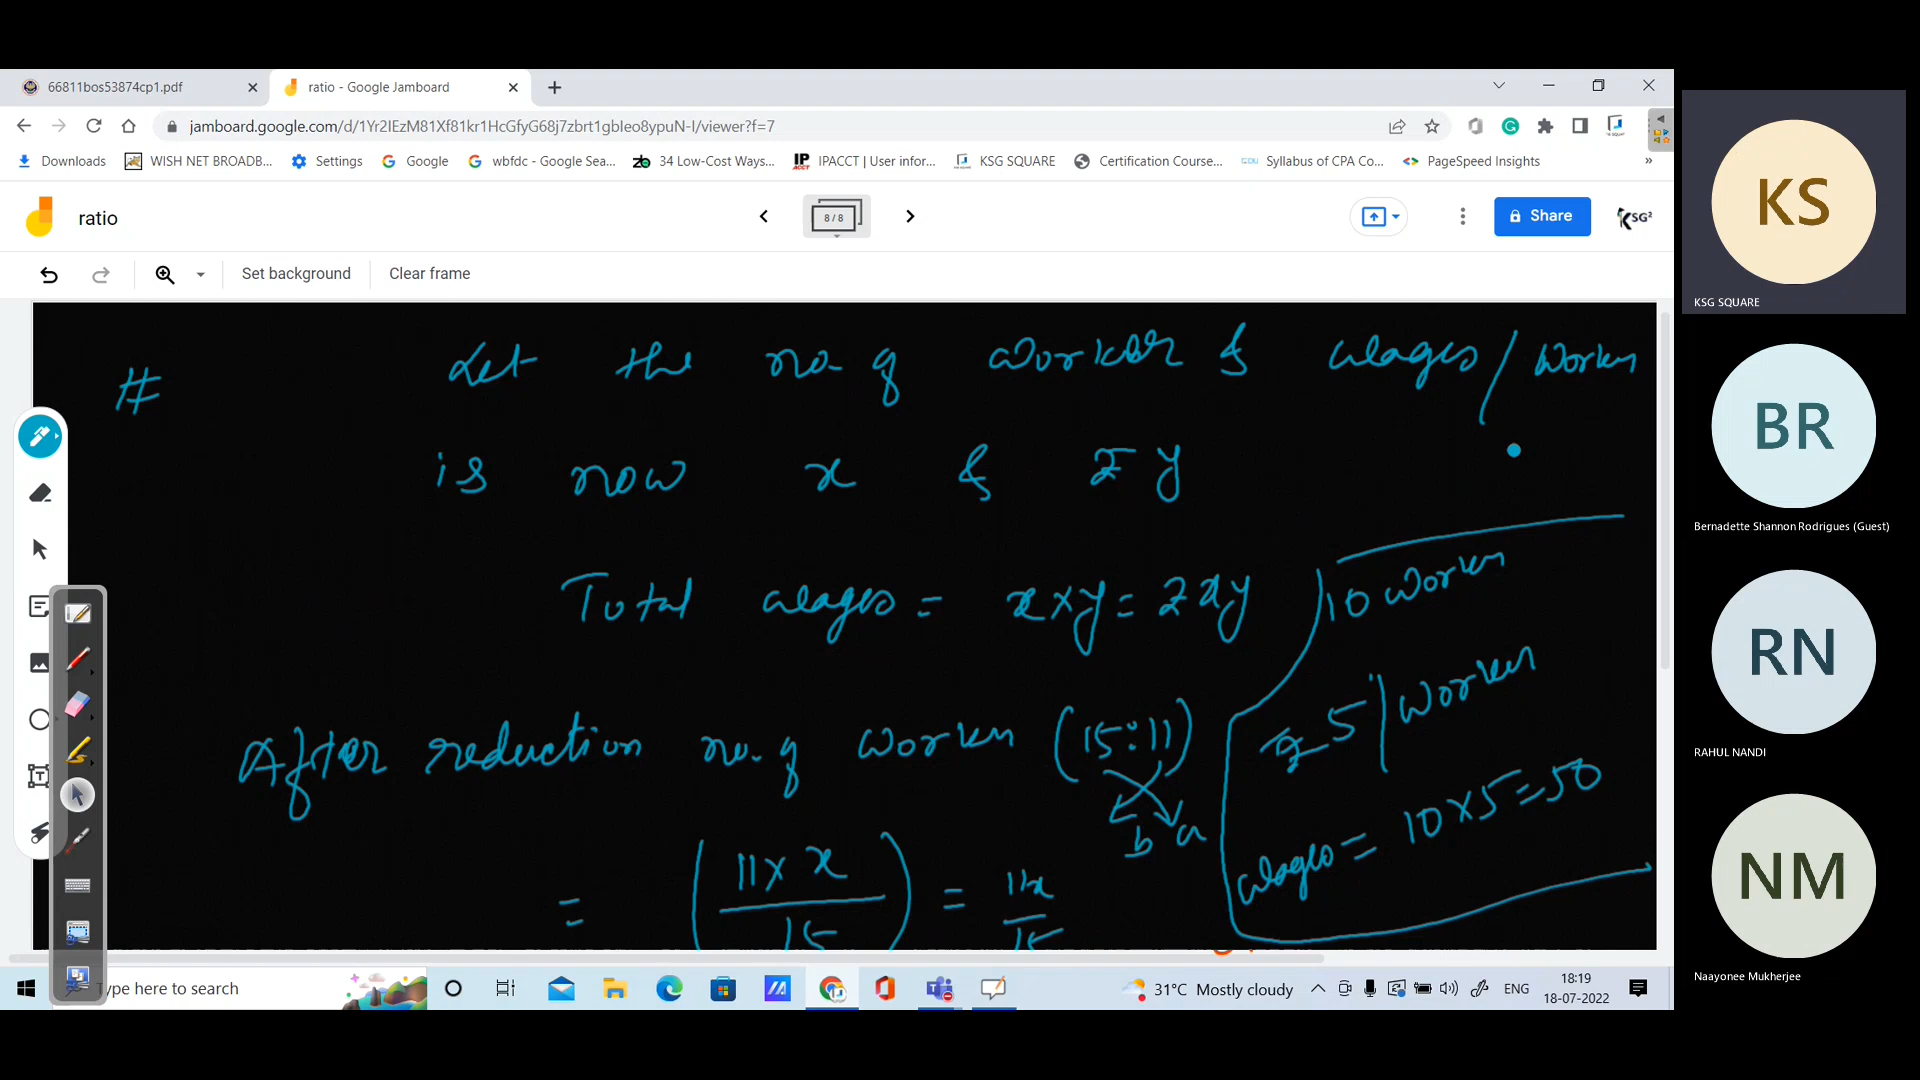 66811bos53874cp1.pdf
ratio - Google Jamboard
jamboard.google.com/d/1Yr2IEzM81Xf81kr1HcGfyG68j7zbrt1gbIeo8ypuN-I/viewer?f=7
Downloads WISH NET BROADB... Settings Google wbfdc - Google Sea... 34 Low-Cost Ways... IPACCT | User infor... KSG SQUARE Certification Course... Syllabus of CPA Co... PageSpeed Insights »
ratio
8 / 8
Share
KSG²
Set background Clear frame
# Let the no. of worker & wages/worker
is now x & ₹ y
Total wages = x×y = ₹xy
After reduction no. of worker (15:11)
b a
= (11 × x / 15) = 11x / 15
10 worker
₹ 5/worker
wages = 10×5=50
Type here to search
31°C Mostly cloudy
ENG
18:19
18-07-2022
KS
KSG SQUARE
BR
Bernadette Shannon Rodrigues (Guest)
RN
RAHUL NANDI
NM
Naayonee Mukherjee